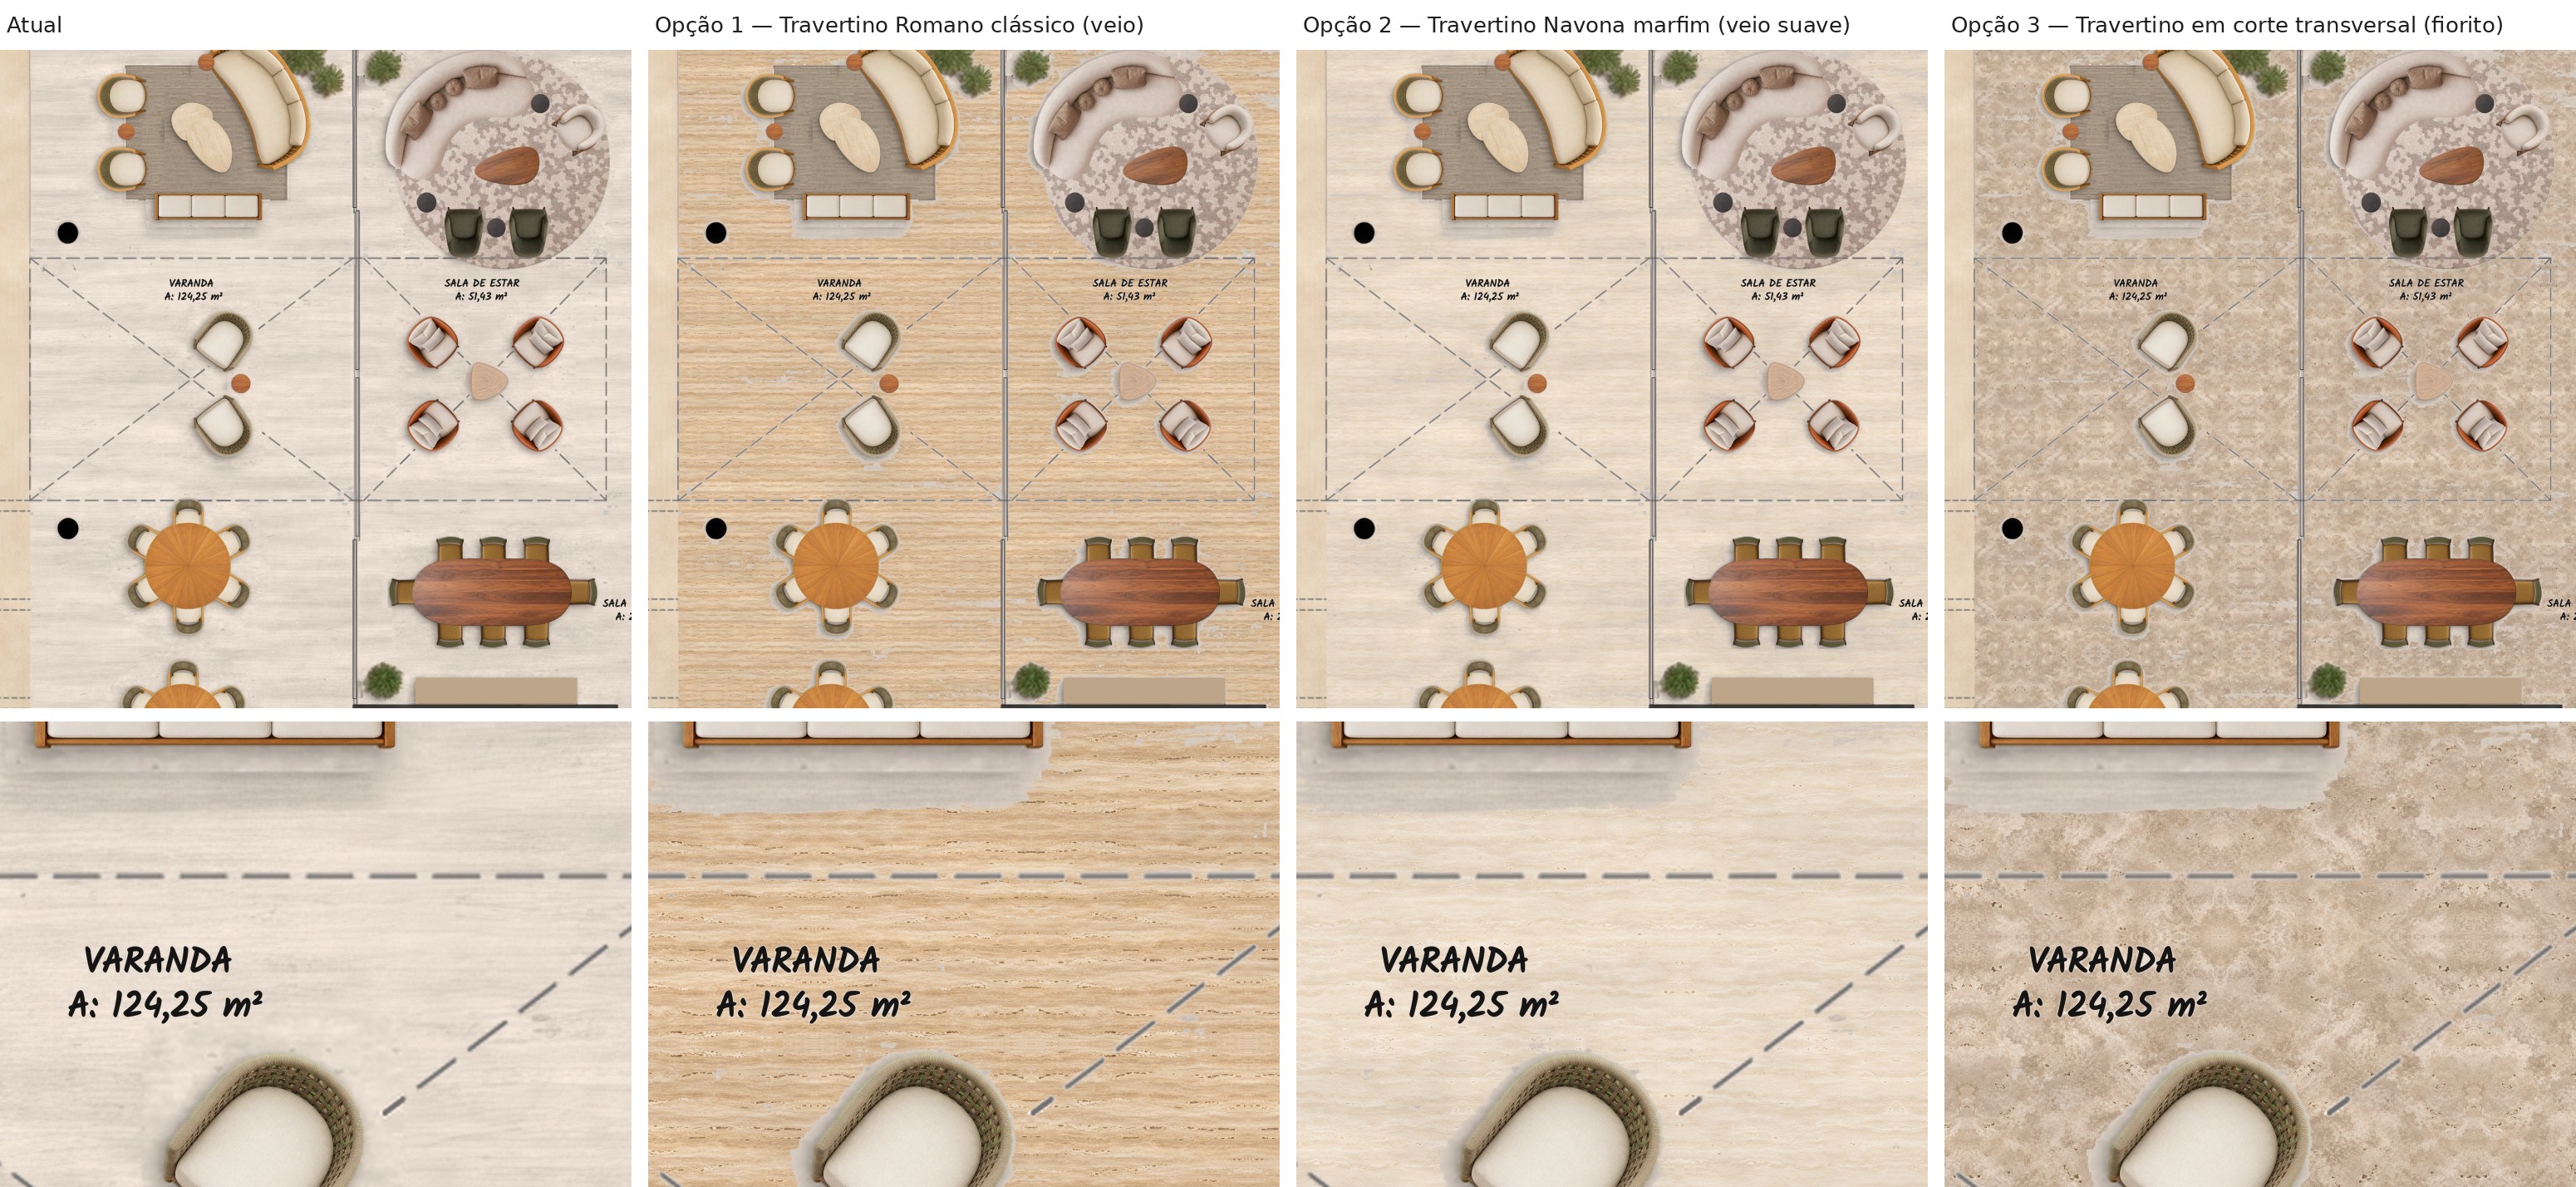 Atual
Opção 1 — Travertino Romano clássico (veio)
Opção 2 — Travertino Navona marfim (veio suave)
Opção 3 — Travertino em corte transversal (fiorito)
VARANDA
A: 124,25 m²
SALA DE ESTAR
A: 51,43 m²
SALA
A: 2
VARANDA
A: 124,25 m²
SALA DE ESTAR
A: 51,43 m²
SALA
A: 2
VARANDA
A: 124,25 m²
SALA DE ESTAR
A: 51,43 m²
SALA
A: 2
VARANDA
A: 124,25 m²
SALA DE ESTAR
A: 51,43 m²
SALA
A: 2
VARANDA
A: 124,25 m²
VARANDA
A: 124,25 m²
VARANDA
A: 124,25 m²
VARANDA
A: 124,25 m²